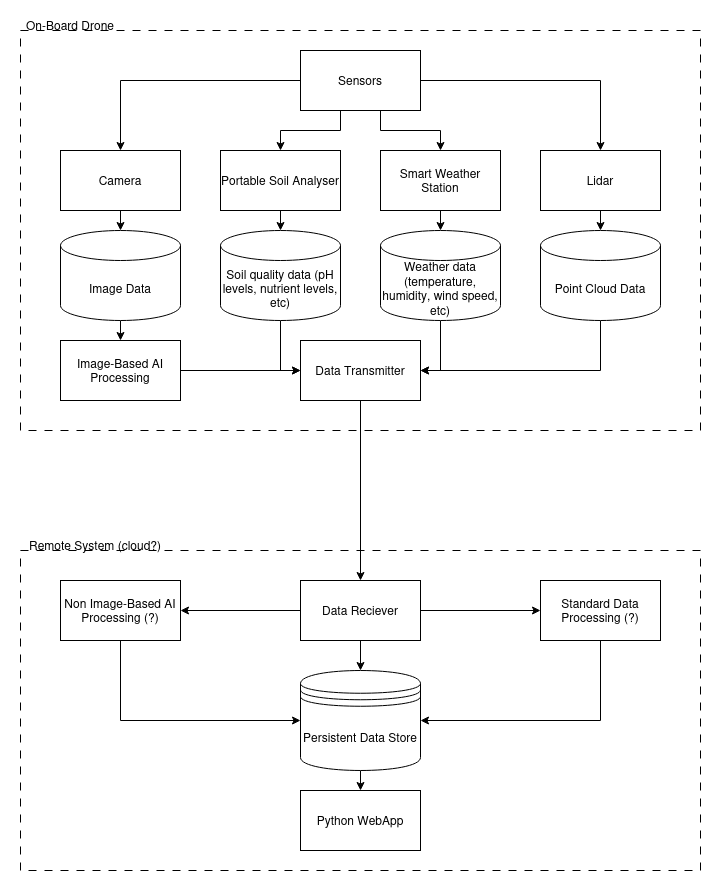 On-Board Drone
Sensors
Camera
Portable Soil Analyser
Smart Weather
Station
Lidar
Image Data
Soil quality data (pH
levels, nutrient levels,
etc)
Weather data
(temperature,
humidity, wind speed,
etc)
Point Cloud Data
Image-Based AI
Processing
Data Transmitter
Remote System (cloud?)
Non Image-Based AI
Processing (?)
Data Reciever
Standard Data
Processing (?)
Persistent Data Store
Python WebApp